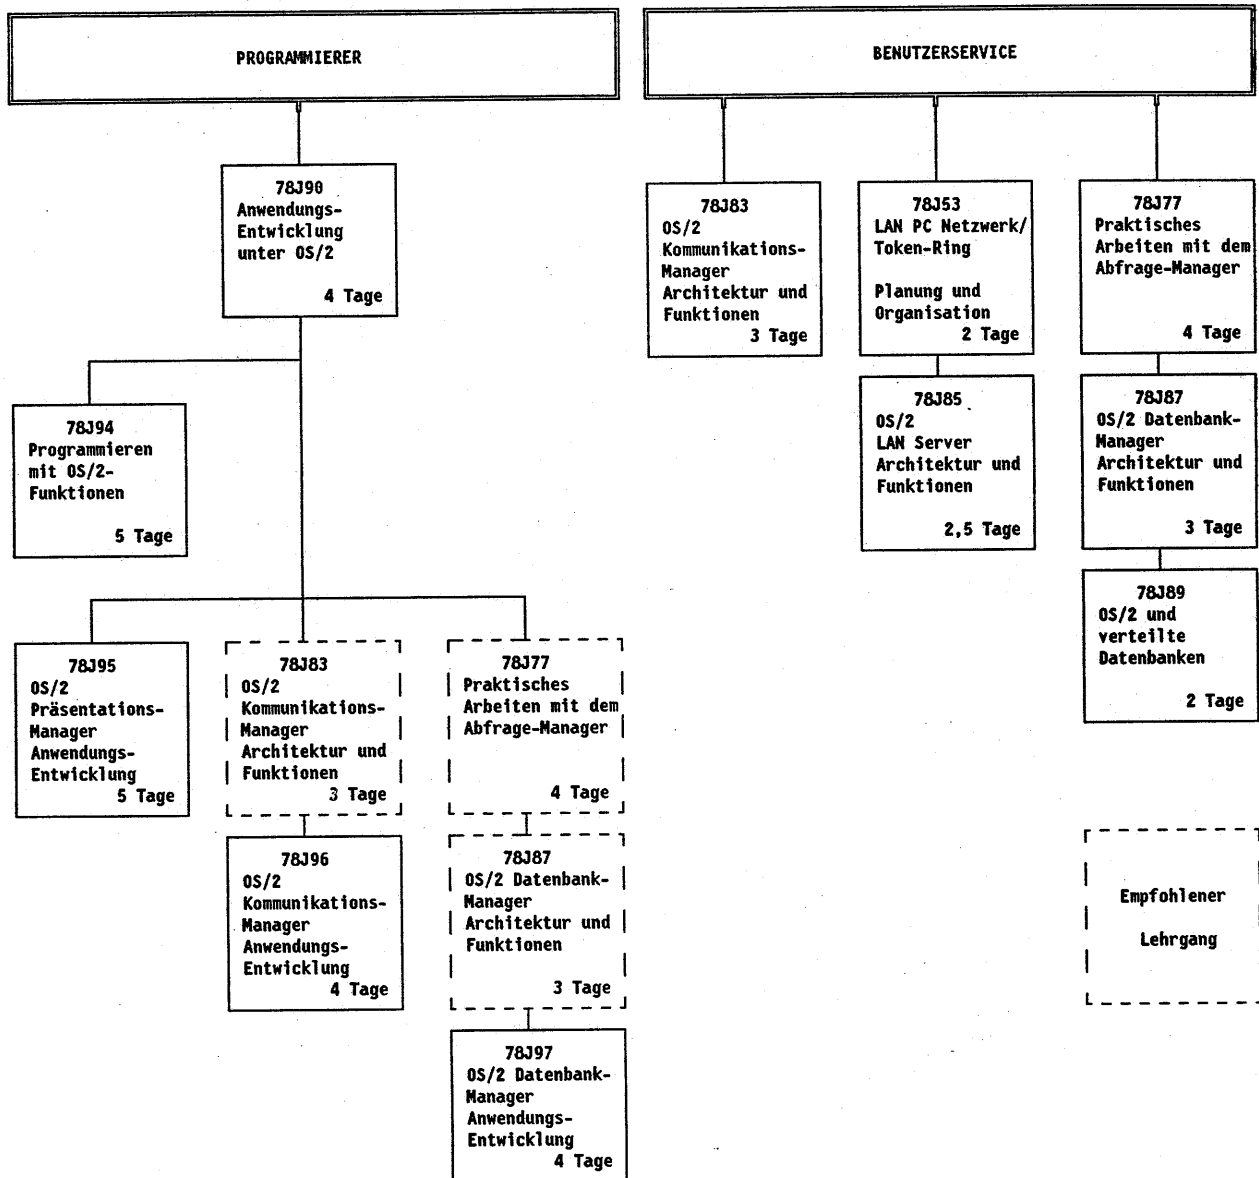 PROGRAMMIERER
78J90
Anwendungs-
Entwicklung
unter OS/2
4 Tage
78J94
Programmieren
mit OS/2-
Funktionen
5 Tage
78J95
OS/2
Präsentations-
Manager
Anwendungs-
Entwicklung
5 Tage
78J83
OS/2
Kommunikations-
Manager
Architektur und
Funktionen
3 Tage
78J96
OS/2
Kommunikations-
Manager
Anwendungs-
Entwicklung
4 Tage
78J77
Praktisches
Arbeiten mit dem
Abfrage-Manager
4 Tage
78J87
OS/2 Datenbank-
Manager
Architektur und
Funktionen
3 Tage
78J97
OS/2 Datenbank-
Manager
Anwendungs-
Entwicklung
4 Tage
BENUTZERSERVICE
78J83
OS/2
Kommunikations-
Manager
Architektur und
Funktionen
3 Tage
78J53
LAN PC Netzwerk/
Token-Ring
Planung und
Organisation
2 Tage
78J85
OS/2
LAN Server
Architektur und
Funktionen
2,5 Tage
78J77
Praktisches
Arbeiten mit dem
Abfrage-Manager
4 Tage
78J87
OS/2 Datenbank-
Manager
Architektur und
Funktionen
3 Tage
78J89
OS/2 und
verteilte
Datenbanken
2 Tage
Empfohlener
Lehrgang